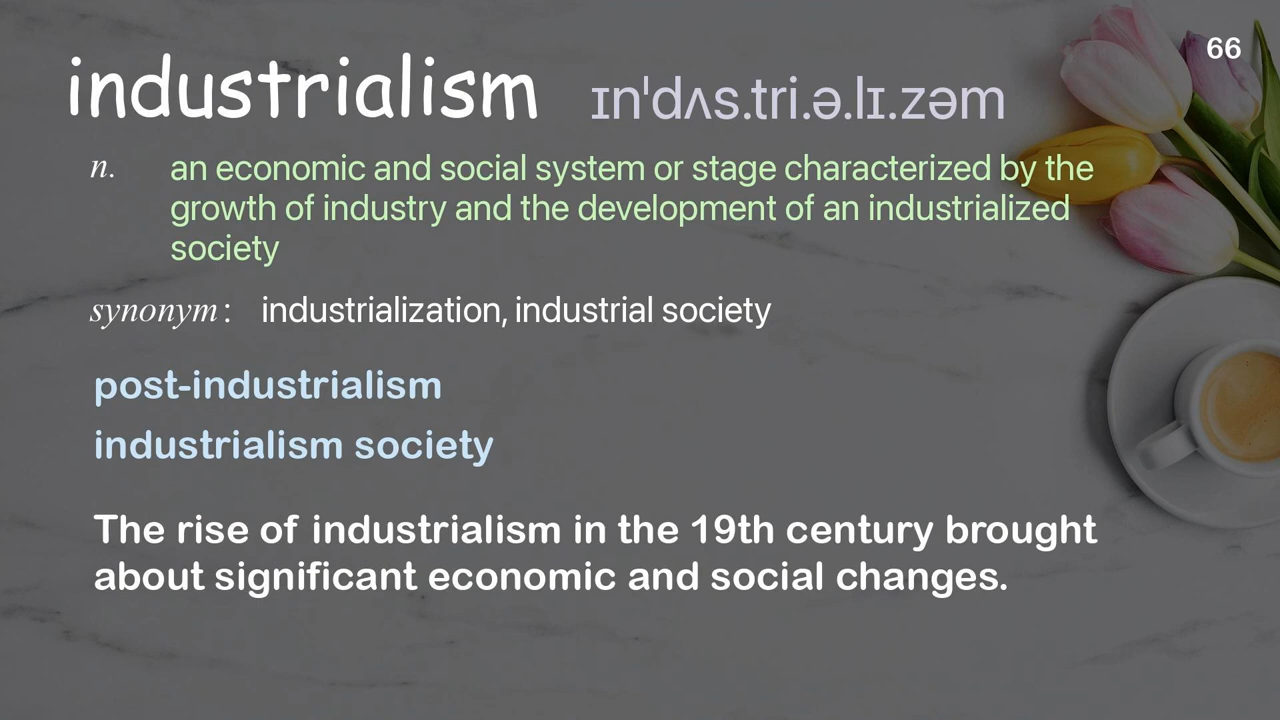 66
industrialism ɪnˈdʌs.tri.ə.lɪ.zəm
n. an economic and social system or stage characterized by the
growth of industry and the development of an industrialized
society
synonym: industrialization, industrial society
post-industrialism
industrialism society
The rise of industrialism in the 19th century brought
about significant economic and social changes.